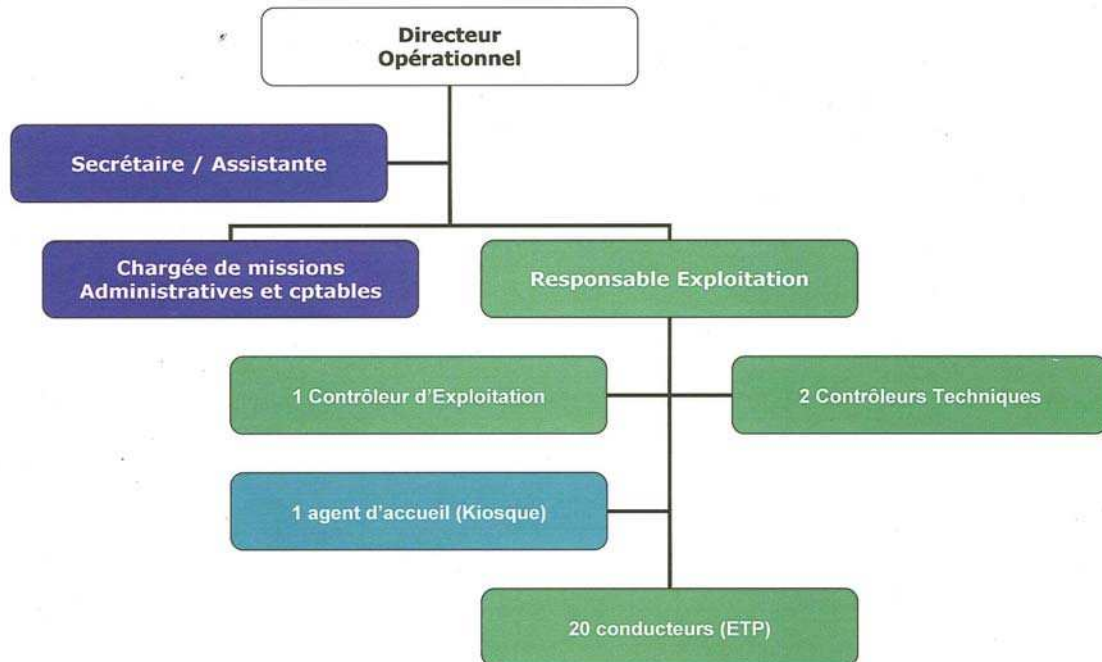 Directeur
Opérationnel
Secrétaire / Assistante
Chargée de missions
Administratives et cptables
Responsable Exploitation
1 Contrôleur d'Exploitation
2 Contrôleurs Techniques
1 agent d'accueil (Kiosque)
20 conducteurs (ETP)